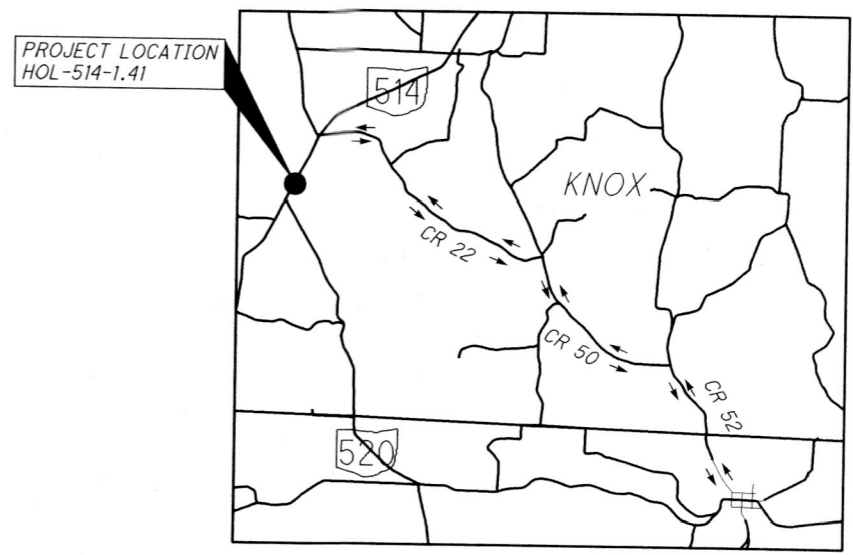 PROJECT LOCATION
HOL-514-1.41
514
KNOX
CR 22
CR 50
CR 52
520